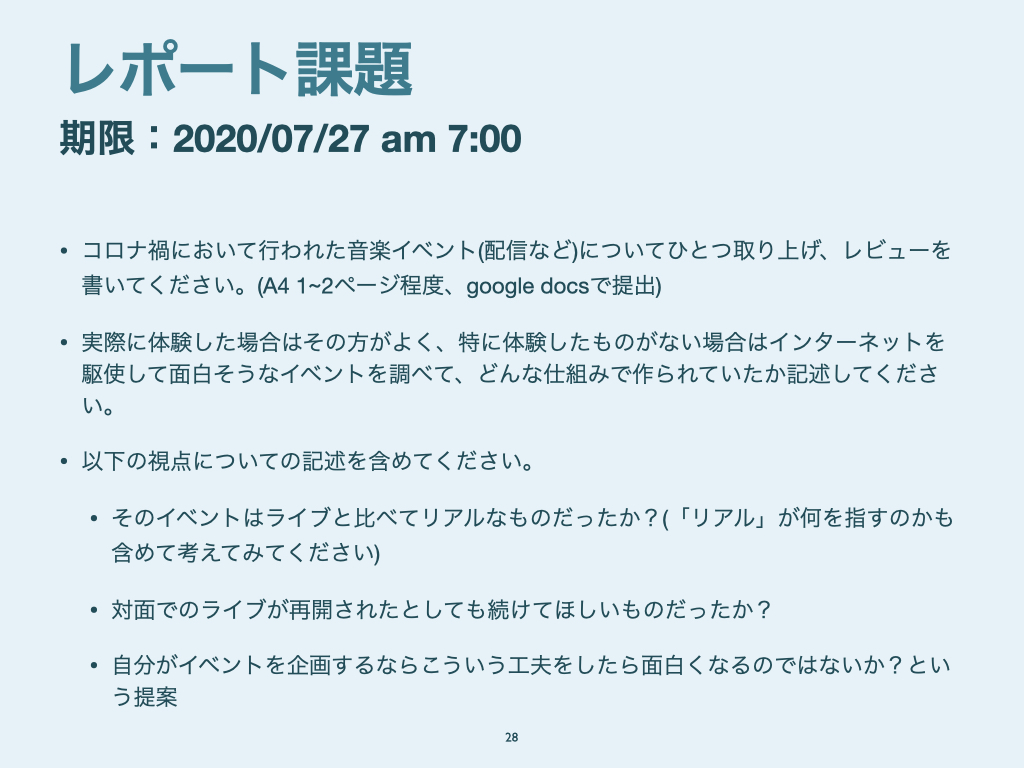 レポート課題
期限：2020/07/27 am 7:00
• コロナ禍において行われた音楽イベント(配信など)についてひとつ取り上げ、レビューを
書いてください。(A4 1~2ページ程度、google docsで提出)
• 実際に体験した場合はその方がよく、特に体験したものがない場合はインターネットを
駆使して面白そうなイベントを調べて、どんな仕組みで作られていたか記述してくださ
い。
• 以下の視点についての記述を含めてください。
• そのイベントはライブと比べてリアルなものだったか？(「リアル」が何を指すのかも
含めて考えてみてください)
• 対面でのライブが再開されたとしても続けてほしいものだったか？
• 自分がイベントを企画するならこういう工夫をしたら面白くなるのではないか？とい
う提案
28